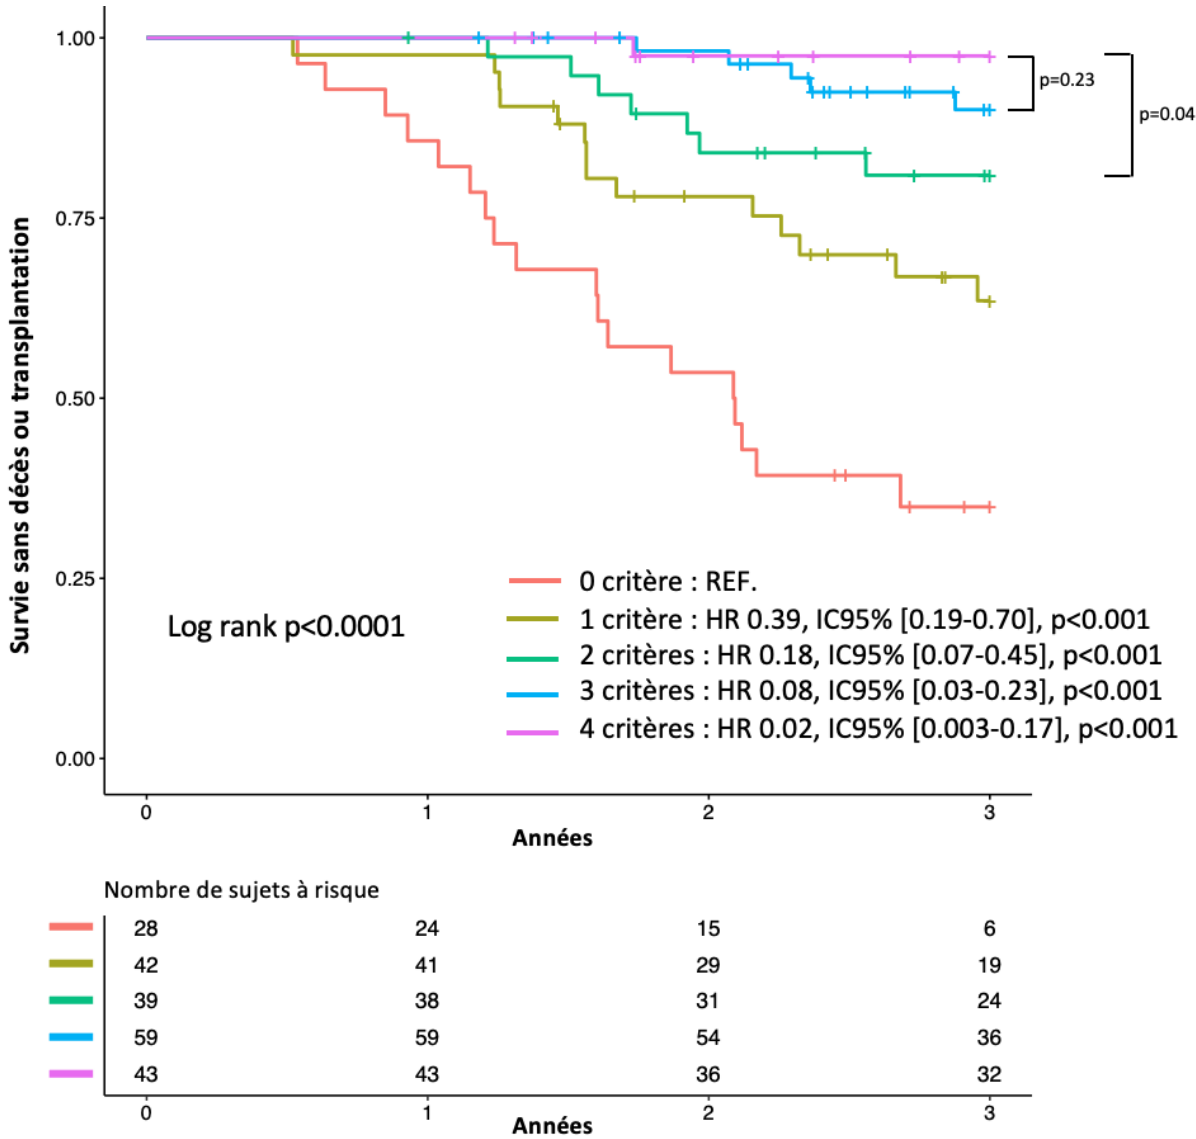 1.00
0.75
0.50
0.25
0.00
Survie sans décès ou transplantation
p=0.23
p=0.04
Log rank p<0.0001
0 critère : REF.
1 critère : HR 0.39, IC95% [0.19-0.70], p<0.001
2 critères : HR 0.18, IC95% [0.07-0.45], p<0.001
3 critères : HR 0.08, IC95% [0.03-0.23], p<0.001
4 critères : HR 0.02, IC95% [0.003-0.17], p<0.001
0 1 2 3
Années
Nombre de sujets à risque
28 24 15 6
42 41 29 19
39 38 31 24
59 59 54 36
43 43 36 32
0 1 2 3
Années